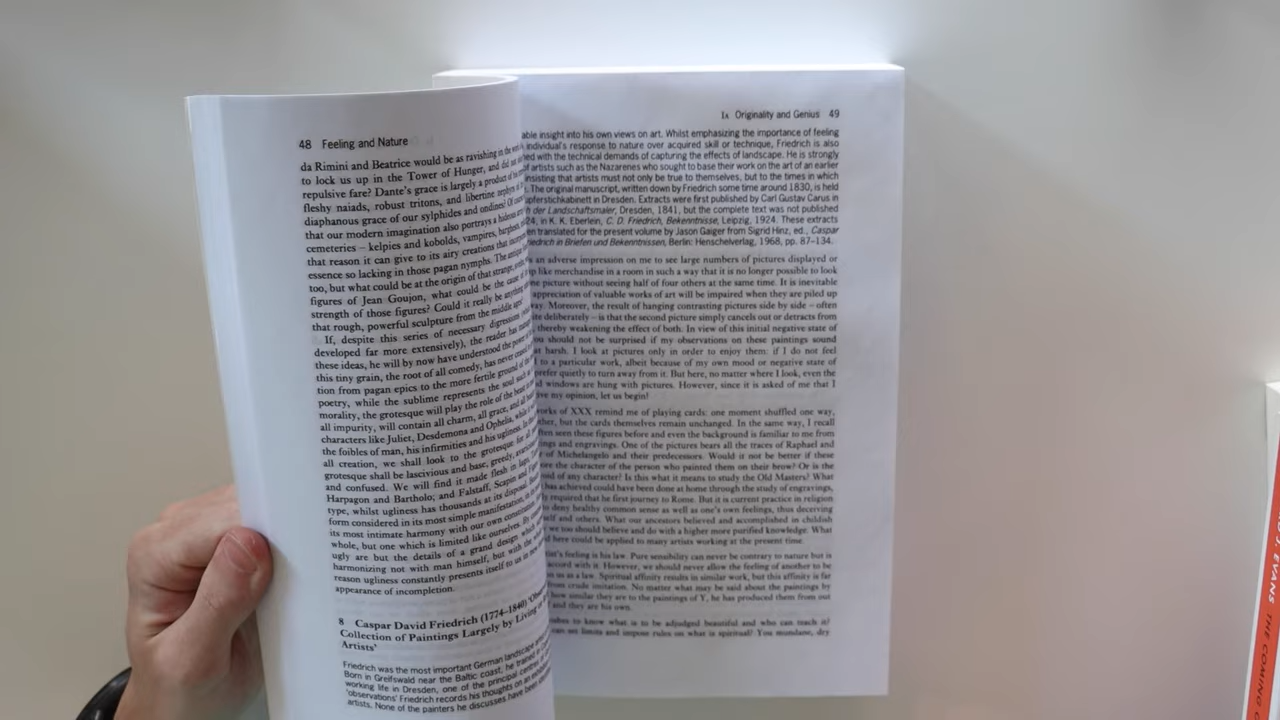 48 Feeling and Nature
da Rimini and Beatrice would be as ravishing in the
to lock us up in the Tower of Hunger, and did not
repulsive fare? Dante's grace is largely a product of his
fleshy naiads, robust tritons, and libertine zephyrs
diaphanous grace of our sylphides and ondines? Of
that our modern imagination also portrays a hideous
cemeteries – kelpies and kobolds, vampires,
that reason it can give to its airy creations that
essence so lacking in those pagan nymphs. The antique
too, but what could be at the origin of that strange,
figures of Jean Goujon, what could be the cause of
strength of those figures? Could it really be anything
that rough, powerful sculpture from the middle ages?
If, despite this series of necessary digressions
developed far more extensively), the reader has
these ideas, he will by now have understood the
this tiny grain, the root of all comedy, has never
tion from pagan epics to the more fertile ground of
poetry, while the sublime represents the soul
morality, the grotesque will play the role of the beast
all impurity, will contain all charm, all grace, and all
characters like Juliet, Desdemona and Ophelia,
the foibles of man, his infirmities and his ugliness. In
all creation, we shall look to the grotesque: for all
grotesque shall be lascivious and base, greedy,
and confused. We will find it made flesh in Iago,
Harpagon and Bartholo; and Falstaff, Scapin and
type, whilst ugliness has thousands at its disposal.
form considered in its most simple manifestation, in
its most intimate harmony with our own
whole, but one which is limited like ourselves. By
ugly are but the details of a grand design which
harmonizing not with man himself, but with the
reason ugliness constantly presents itself to us in
appearance of incompletion.
8 Caspar David Friedrich (1774–1840)
Collection of Paintings Largely by Living or
Artists'
Friedrich was the most important German landscape
Born in Greifswald near the Baltic coast, he trained in
working life in Dresden, one of the principal centres of
'observations' Friedrich records his thoughts on an
artists. None of the painters he discusses have been
IA Originality and Genius 49
able insight into his own views on art. Whilst emphasizing the importance of feeling
individual's response to nature over acquired skill or technique, Friedrich is also
ed with the technical demands of capturing the effects of landscape. He is strongly
of artists such as the Nazarenes who sought to base their work on the art of an earlier
nsisting that artists must not only be true to themselves, but to the times in which
The original manuscript, written down by Friedrich some time around 1830, is held
upferstichkabinett in Dresden. Extracts were first published by Carl Gustav Carus in
h der Landschaftsmaler, Dresden, 1841, but the complete text was not published
24, in K. K. Eberlein, C. D. Friedrich, Bekenntnisse, Leipzig, 1924. These extracts
en translated for the present volume by Jason Gaiger from Sigrid Hinz, ed., Caspar
iedrich in Briefen und Bekenntnissen, Berlin: Henschelverlag, 1968, pp. 87–134.
s an adverse impression on me to see large numbers of pictures displayed or
up like merchandise in a room in such a way that it is no longer possible to look
ne picture without seeing half of four others at the same time. It is inevitable
appreciation of valuable works of art will be impaired when they are piled up
way. Moreover, the result of hanging contrasting pictures side by side – often
ite deliberately – is that the second picture simply cancels out or detracts from
thereby weakening the effect of both. In view of this initial negative state of
ou should not be surprised if my observations on these paintings sound
at harsh. I look at pictures only in order to enjoy them: if I do not feel
l to a particular work, albeit because of my own mood or negative state of
prefer quietly to turn away from it. But here, no matter where I look, even the
d windows are hung with pictures. However, since it is asked of me that I
ive my opinion, let us begin!
orks of XXX remind me of playing cards: one moment shuffled one way,
ther, but the cards themselves remain unchanged. In the same way, I recall
ften seen these figures before and even the background is familiar to me from
ings and engravings. One of the pictures bears all the traces of Raphael and
of Michelangelo and their predecessors. Would it not be better if these
ore the character of the person who painted them on their brow? Or is the
oid of any character? Is this what it means to study the Old Masters? What
has achieved could have been done at home through the study of engravings,
ly required that he first journey to Rome. But it is current practice in religion
o deny healthy common sense as well as one's own feelings, thus deceiving
self and others. What our ancestors believed and accomplished in childish
we too should believe and do with a higher more purified knowledge. What
d here could be applied to many artists working at the present time.
tist's feeling is his law. Pure sensibility can never be contrary to nature but is
accord with it. However, we should never allow the feeling of another to be
n us as a law. Spiritual affinity results in similar work, but this affinity is far
from crude imitation. No matter what may be said about the paintings by
how similar they are to the paintings of Y, he has produced them from out
and they are his own.
ishes to know what is to be adjudged beautiful and who can teach it?
can set limits and impose rules on what is spiritual? You mundane, dry
J. EVANS THE COMING